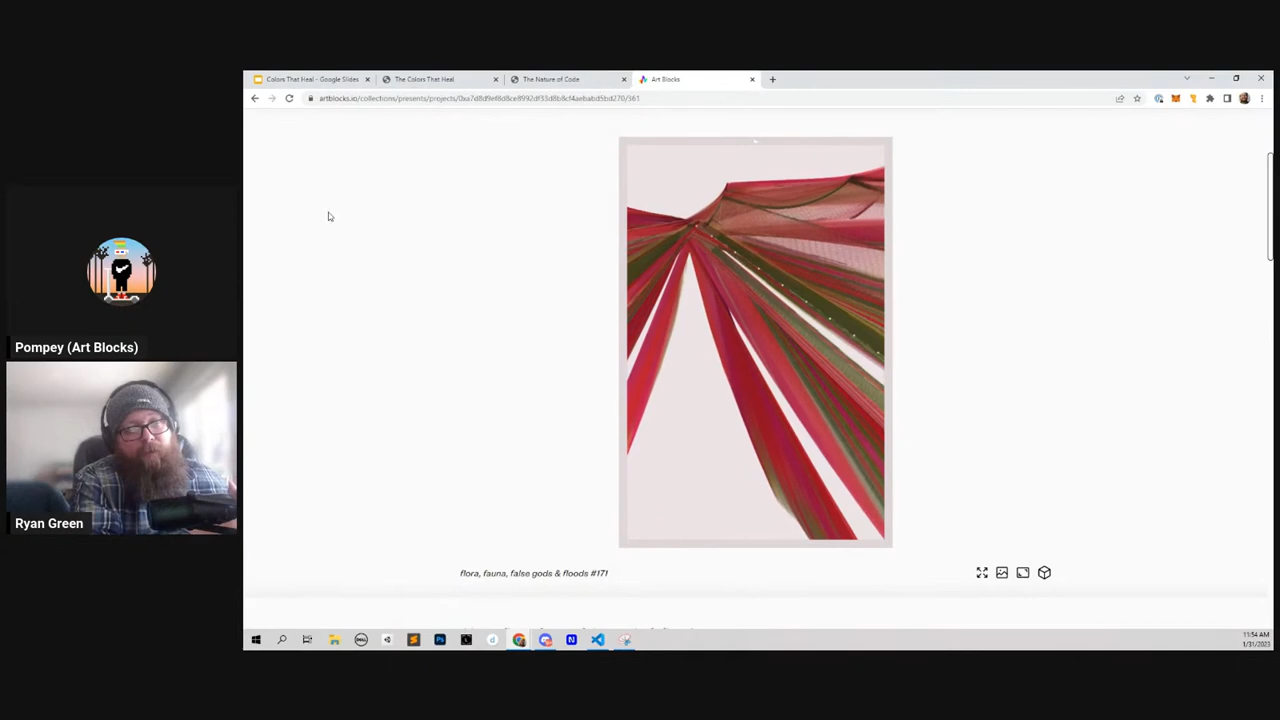 Colors That Heal - Google Slides
The Colors That Heal
The Nature of Code
Art Blocks
Pompey (Art Blocks)
Ryan Green
flora, fauna, false gods & floods #171
11:54 AM
1/31/2023